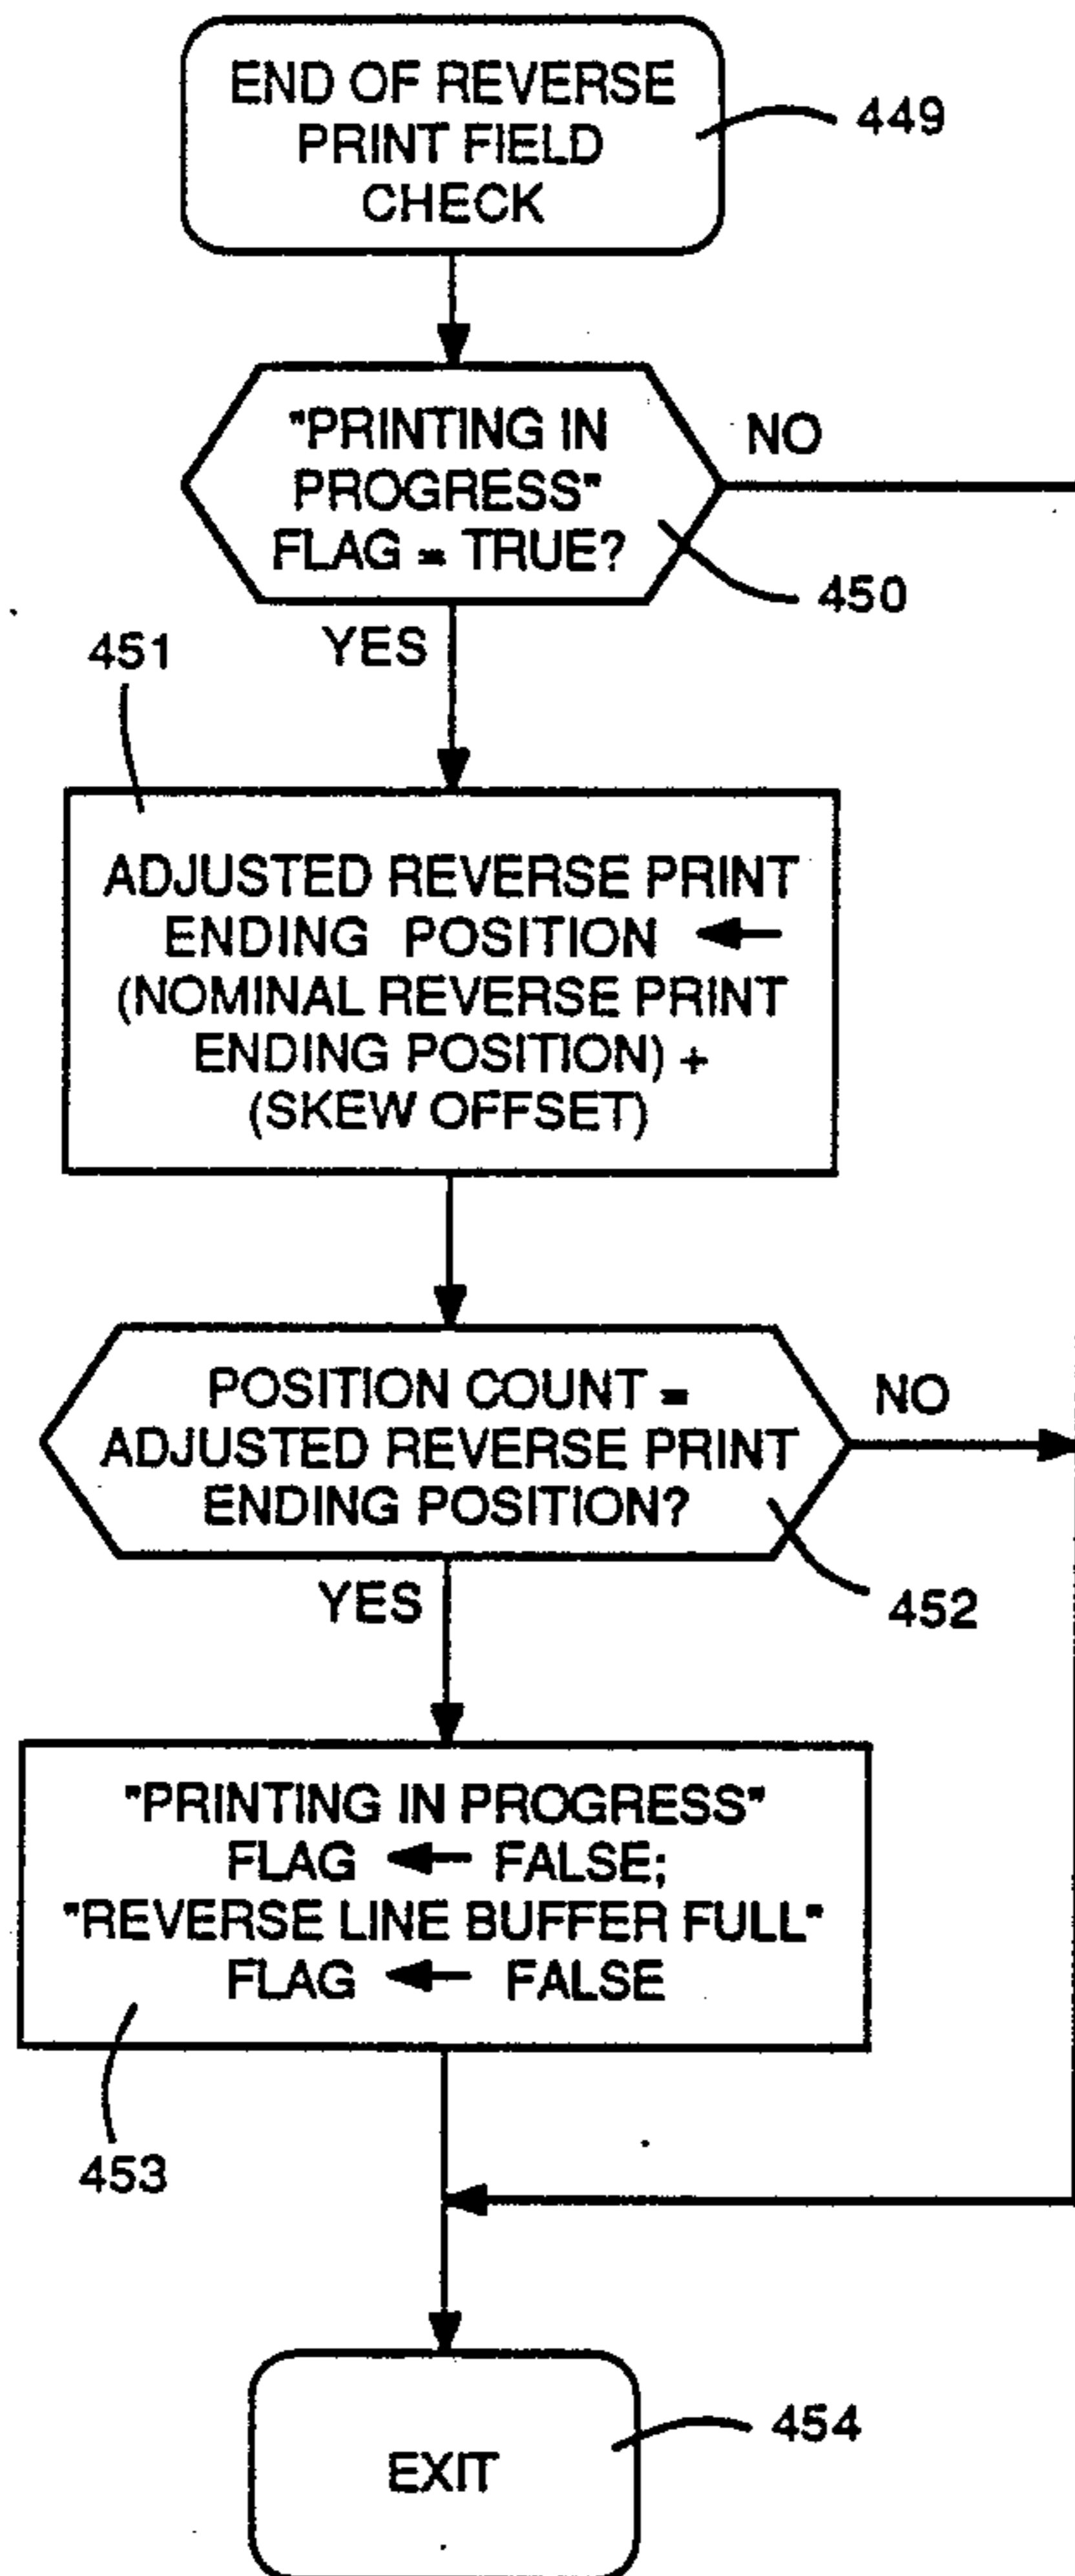 END OF REVERSE
PRINT FIELD
CHECK
449
"PRINTING IN
PROGRESS"
FLAG = TRUE?
NO
450
YES
451
ADJUSTED REVERSE PRINT
ENDING POSITION ←
(NOMINAL REVERSE PRINT
ENDING POSITION) +
(SKEW OFFSET)
POSITION COUNT =
ADJUSTED REVERSE PRINT
ENDING POSITION?
NO
452
YES
"PRINTING IN PROGRESS"
FLAG ← FALSE;
"REVERSE LINE BUFFER FULL"
FLAG ← FALSE
453
EXIT
454